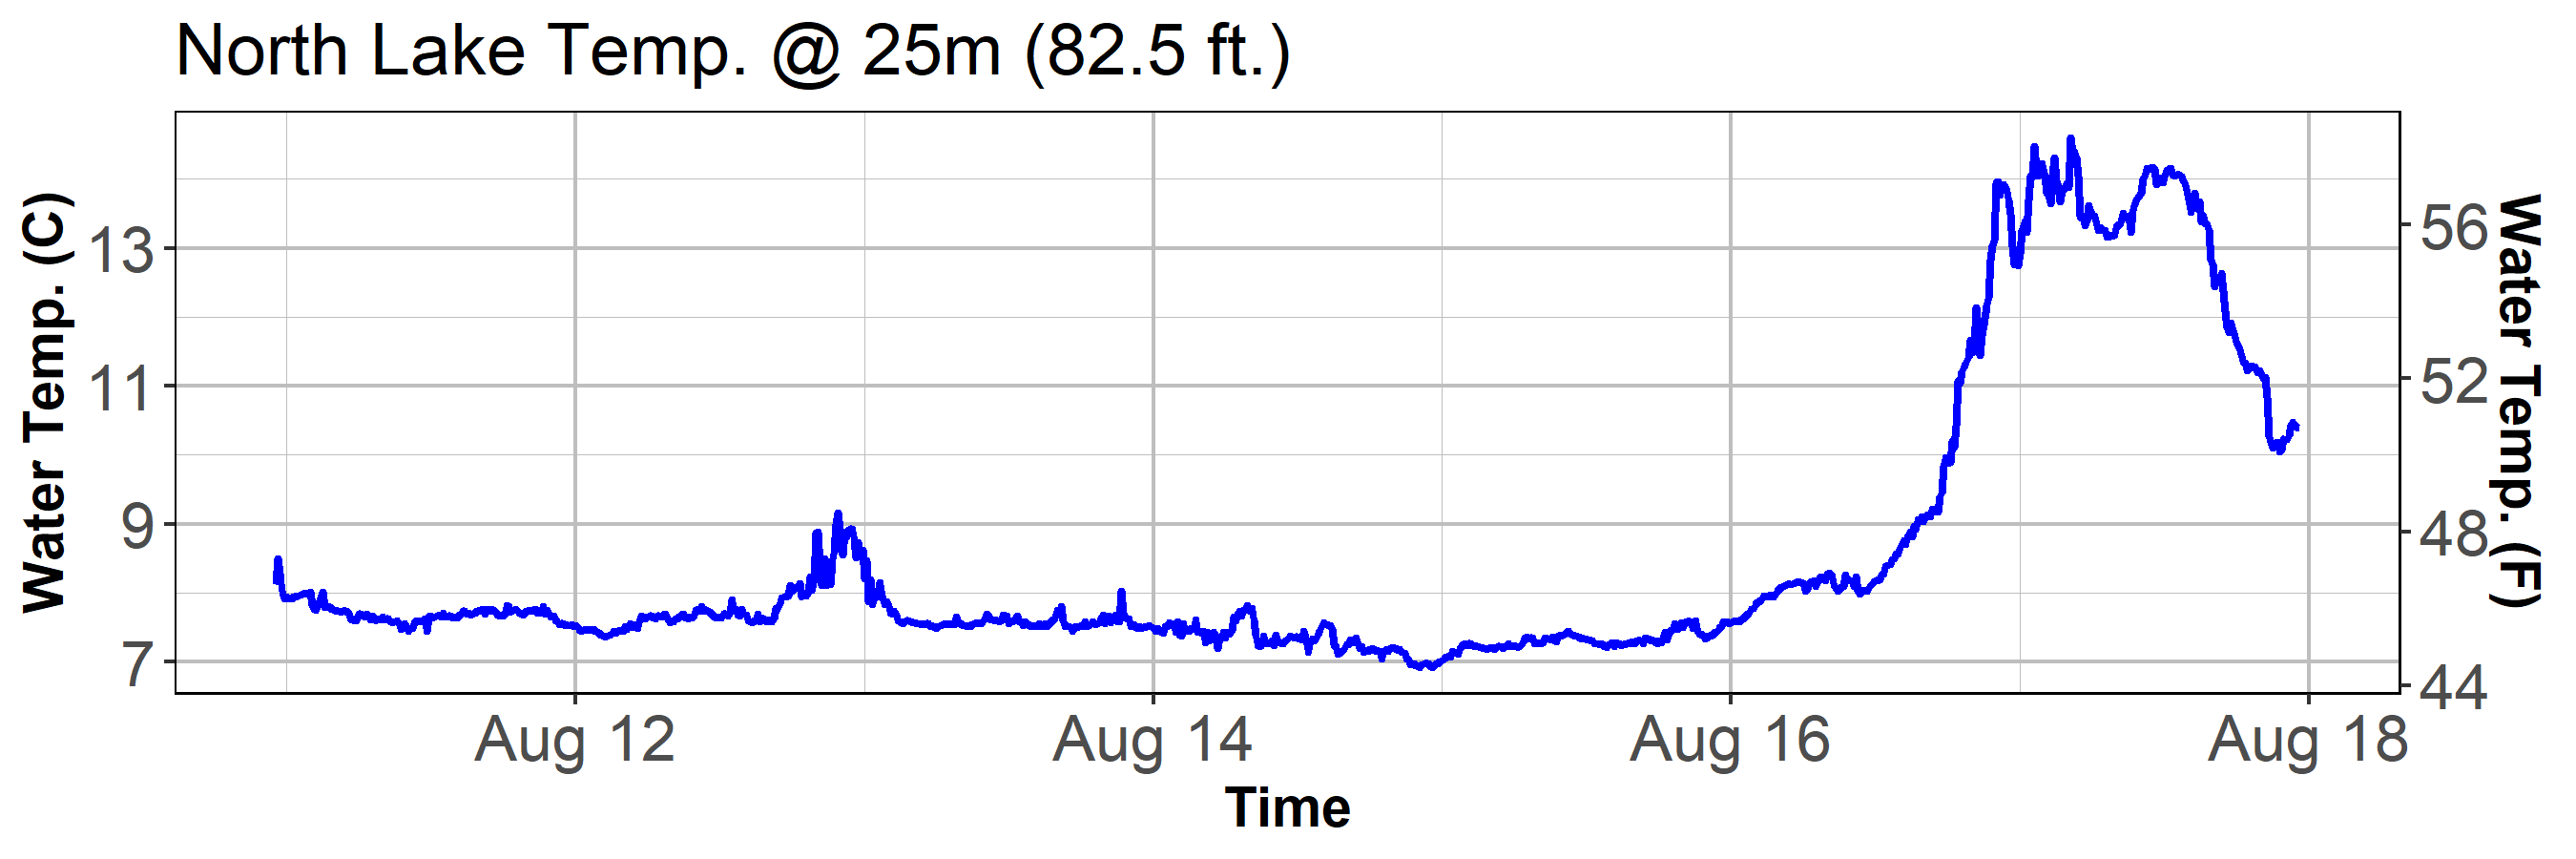 North Lake Temp. @ 25m (82.5 ft.)
Water Temp. (C)
13
11
9
7
56
52
48
44
Water Temp. (F)
Aug 12
Aug 14
Aug 16
Aug 18
Time